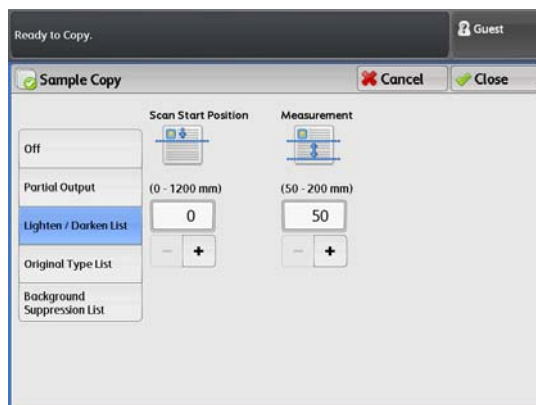 Ready to Copy.
Guest
Sample Copy
Cancel
Close
Scan Start Position
Measurement
Off
Partial Output
(0 - 1200 mm)
(50 - 200 mm)
Lighten / Darken List
0
50
- +
- +
Original Type List
Background
Suppression List